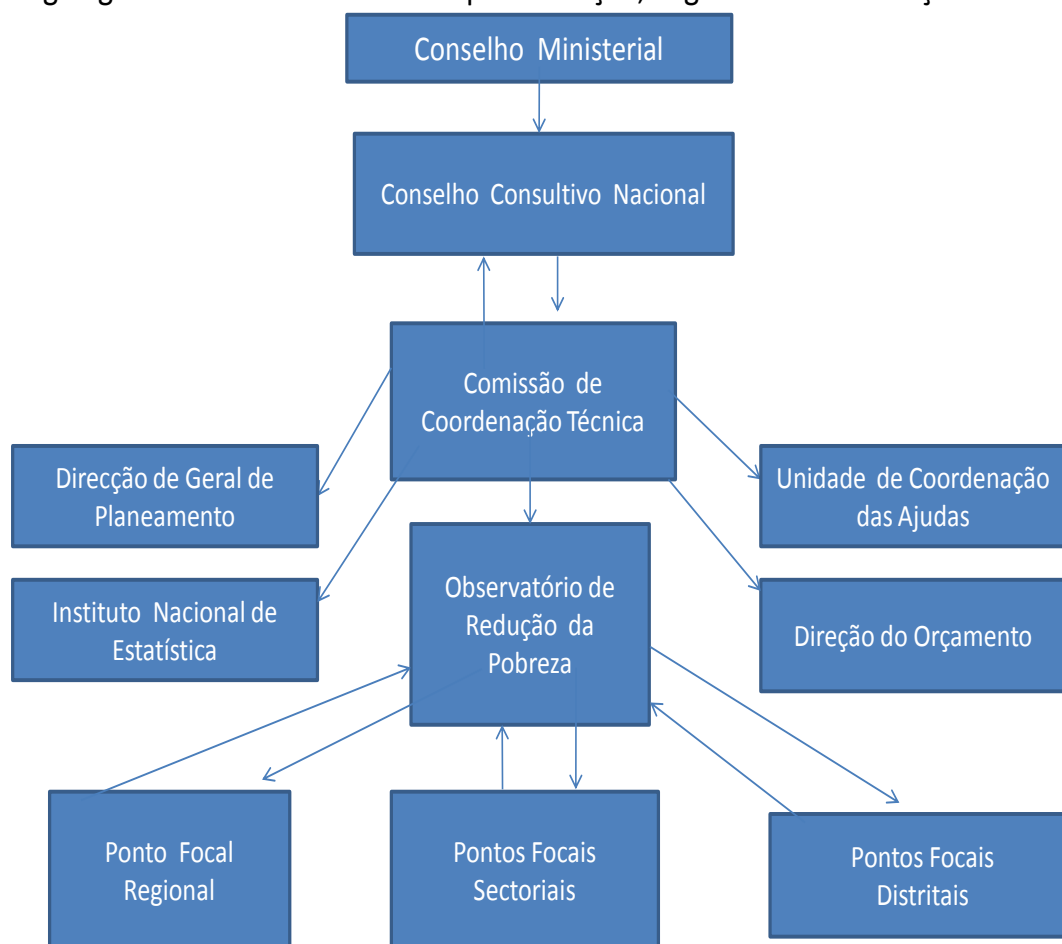 Conselho Ministerial
Conselho Consultivo Nacional
Comissão de
Coordenação Técnica
Direcção de Geral de
Planeamento
Unidade de Coordenação
das Ajudas
Instituto Nacional de
Estatística
Observatório de
Redução da
Pobreza
Direção do Orçamento
Ponto Focal
Regional
Pontos Focais
Sectoriais
Pontos Focais
Distritais